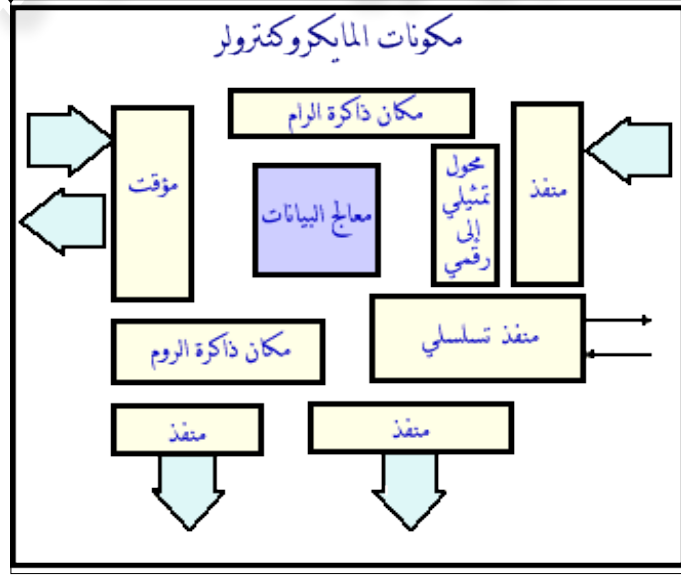 مكونات المايكروكنترولر
مكان ذاكرة الرام
منفذ
محول
تمثيلي
إلى
رقمي
معالج البيانات
مؤقت
منفذ تسلسلي
مكان ذاكرة الروم
منفذ
منفذ